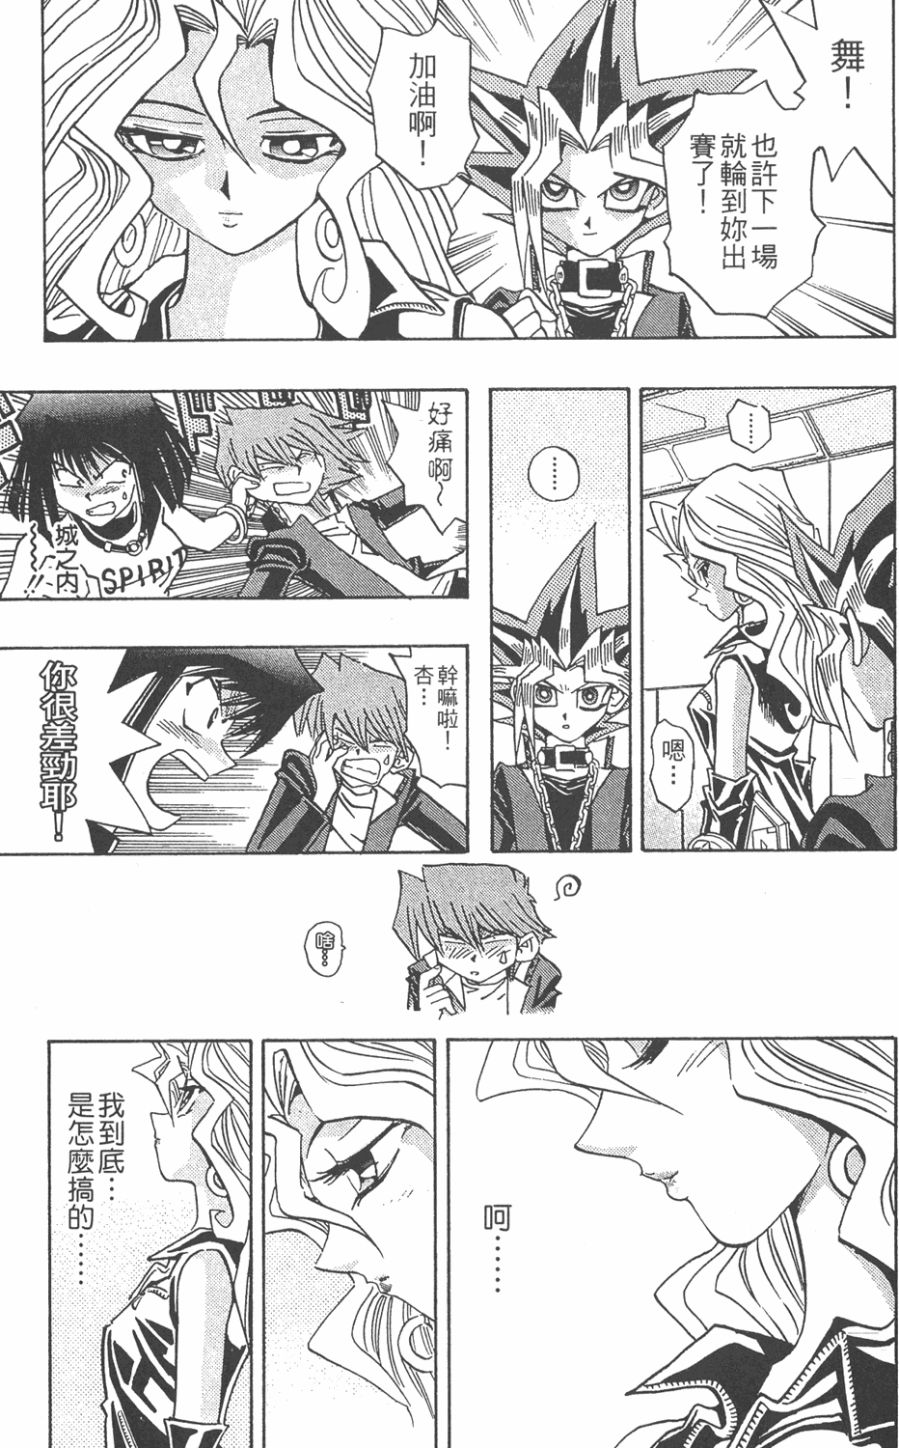 舞！
也許下一場
就輪到妳出
賽了！
加油啊！
……
嗯…
……
好痛啊～
城之内～!!
SPIRIT
幹嘛啦！
杏…
你很差勁耶！
啥…
呵……
我到底…
是怎麼搞的……